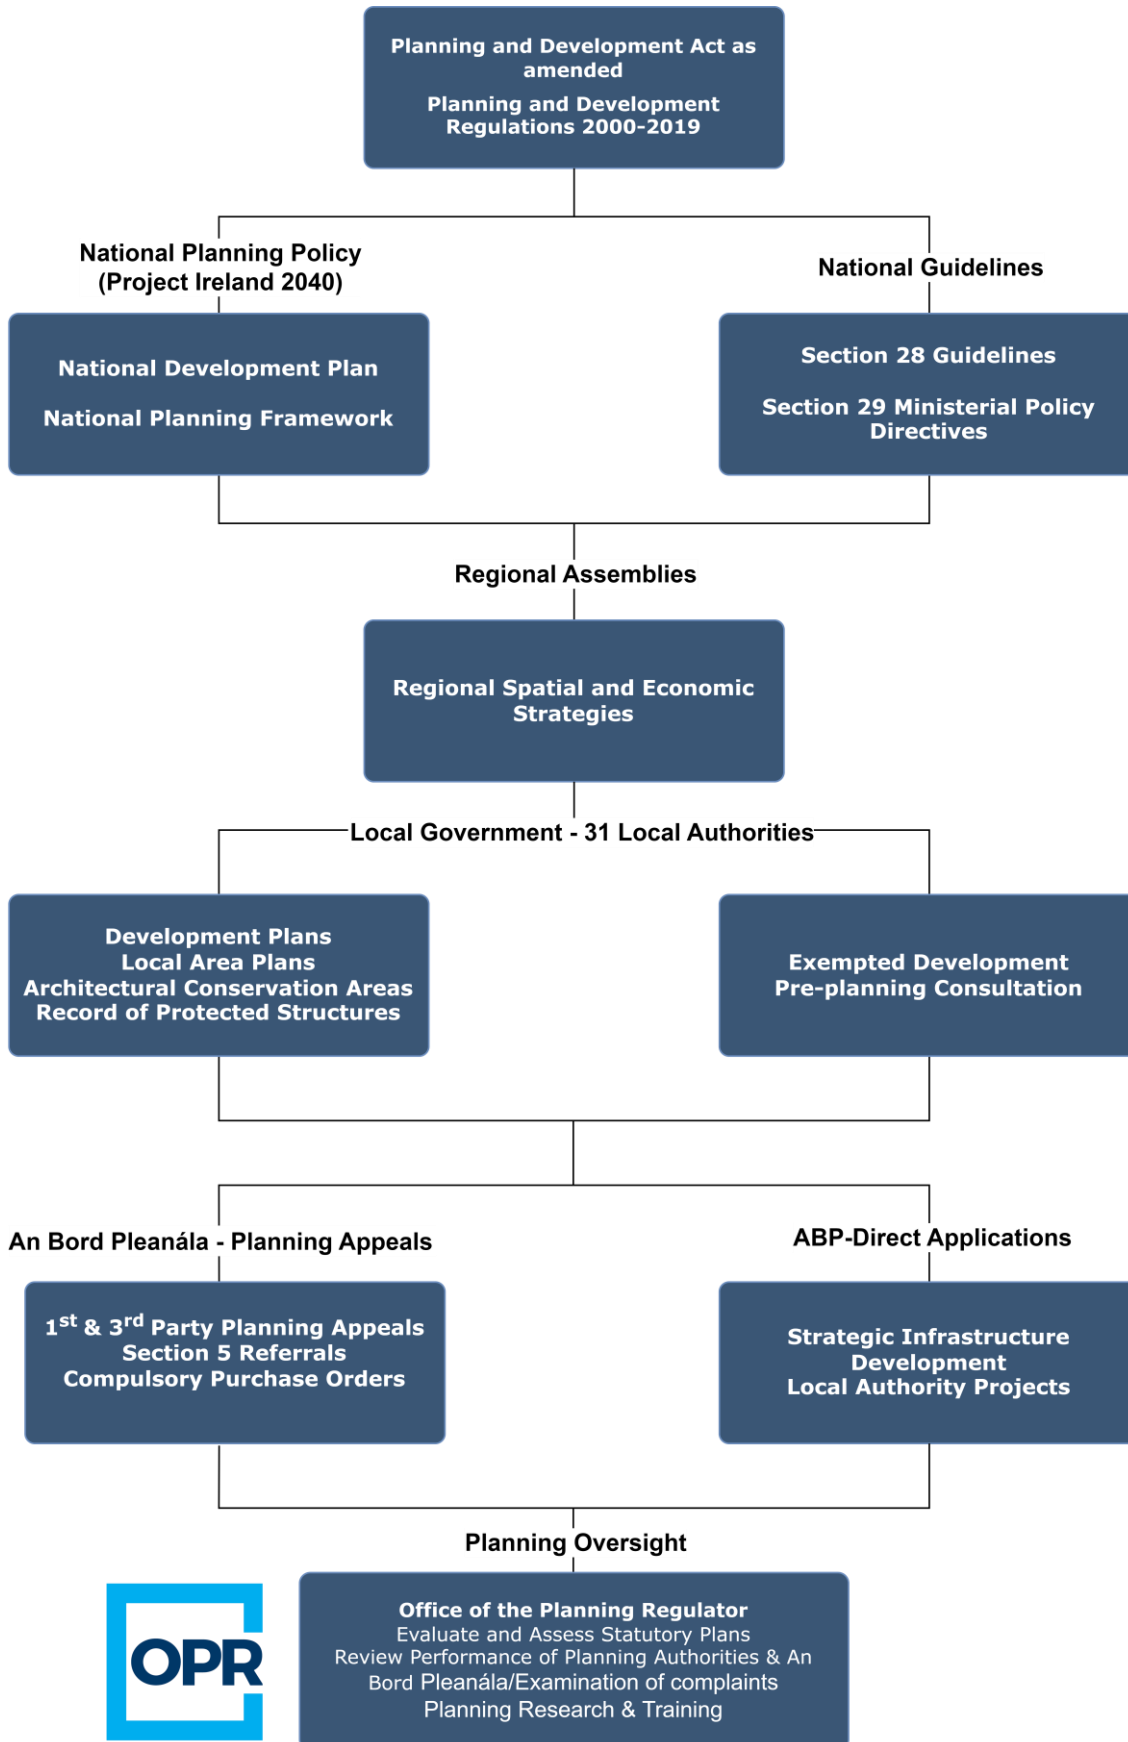 Planning and Development Act as
amended
Planning and Development
Regulations 2000-2019
National Planning Policy
(Project Ireland 2040)
National Guidelines
National Development Plan
National Planning Framework
Section 28 Guidelines
Section 29 Ministerial Policy
Directives
Regional Assemblies
Regional Spatial and Economic
Strategies
Local Government - 31 Local Authorities
Development Plans
Local Area Plans
Architectural Conservation Areas
Record of Protected Structures
Exempted Development
Pre-planning Consultation
An Bord Pleanála - Planning Appeals
ABP-Direct Applications
1st & 3rd Party Planning Appeals
Section 5 Referrals
Compulsory Purchase Orders
Strategic Infrastructure
Development
Local Authority Projects
Planning Oversight
OPR
Office of the Planning Regulator
Evaluate and Assess Statutory Plans
Review Performance of Planning Authorities & An
Bord Pleanála/Examination of complaints
Planning Research & Training